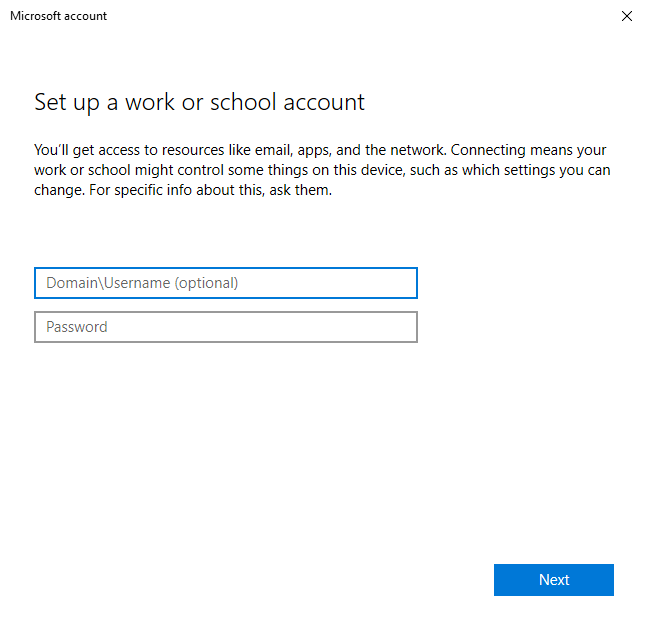 Microsoft account
Set up a work or school account
You’ll get access to resources like email, apps, and the network. Connecting means your
work or school might control some things on this device, such as which settings you can
change. For specific info about this, ask them.
Domain\Username (optional)
Password
Next